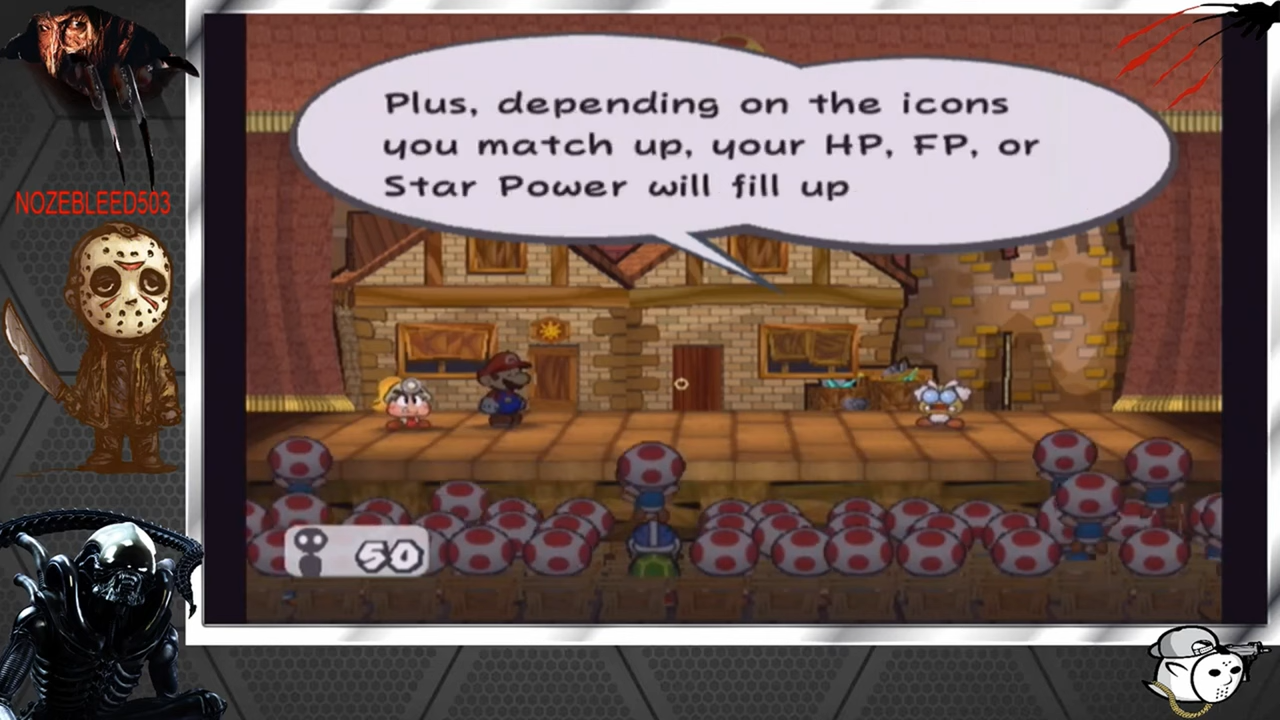 Plus, depending on the icons
you match up, your HP, FP, or
Star Power will fill up
NOZEBLEED503
50